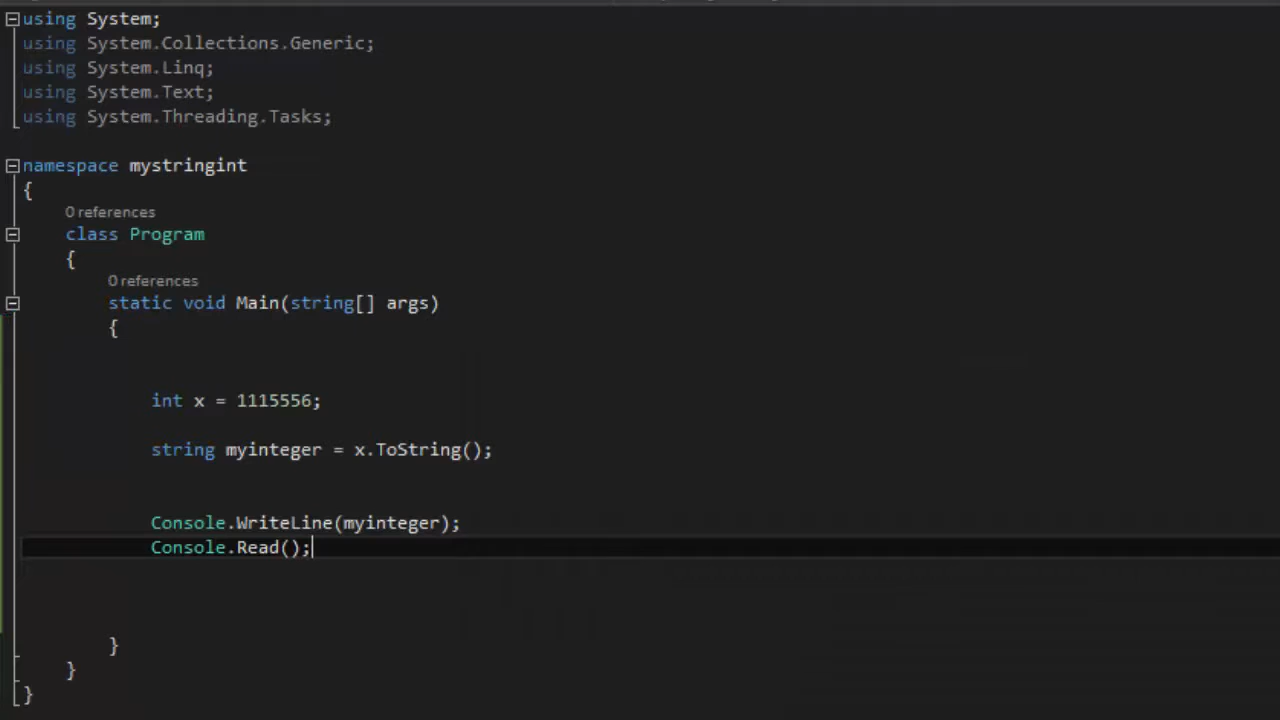 using System;
using System.Collections.Generic;
using System.Linq;
using System.Text;
using System.Threading.Tasks;
namespace mystringint
{
0 references
class Program
{
0 references
static void Main(string[] args)
{
int x = 1115556;
string myinteger = x.ToString();
Console.WriteLine(myinteger);
Console.Read();
}
}
}